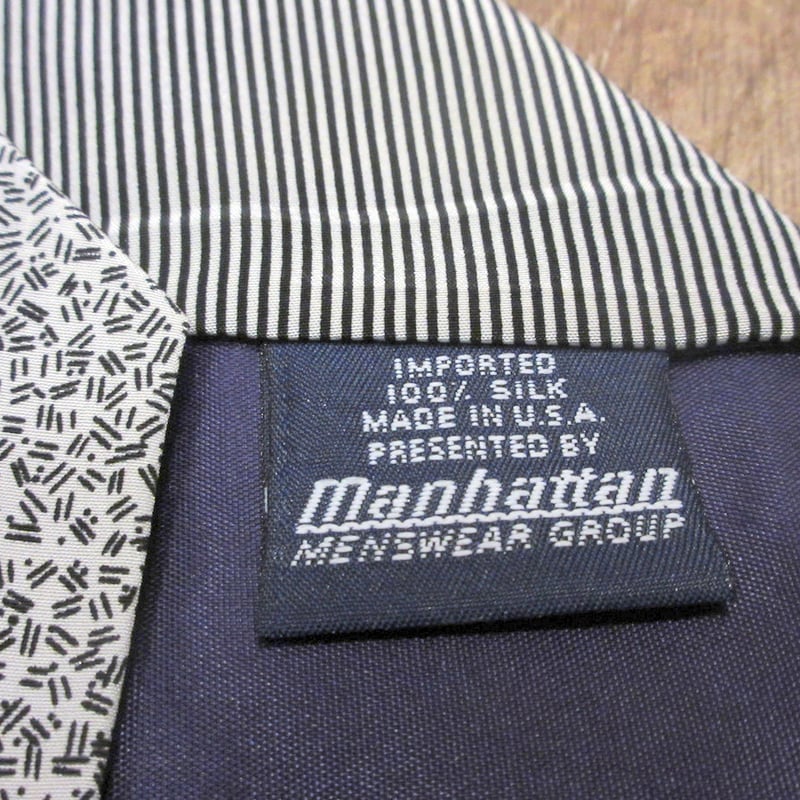 IMPORTED
100% SILK
MADE IN U.S.A.
PRESENTED BY
Manhattan
MENSWEAR GROUP